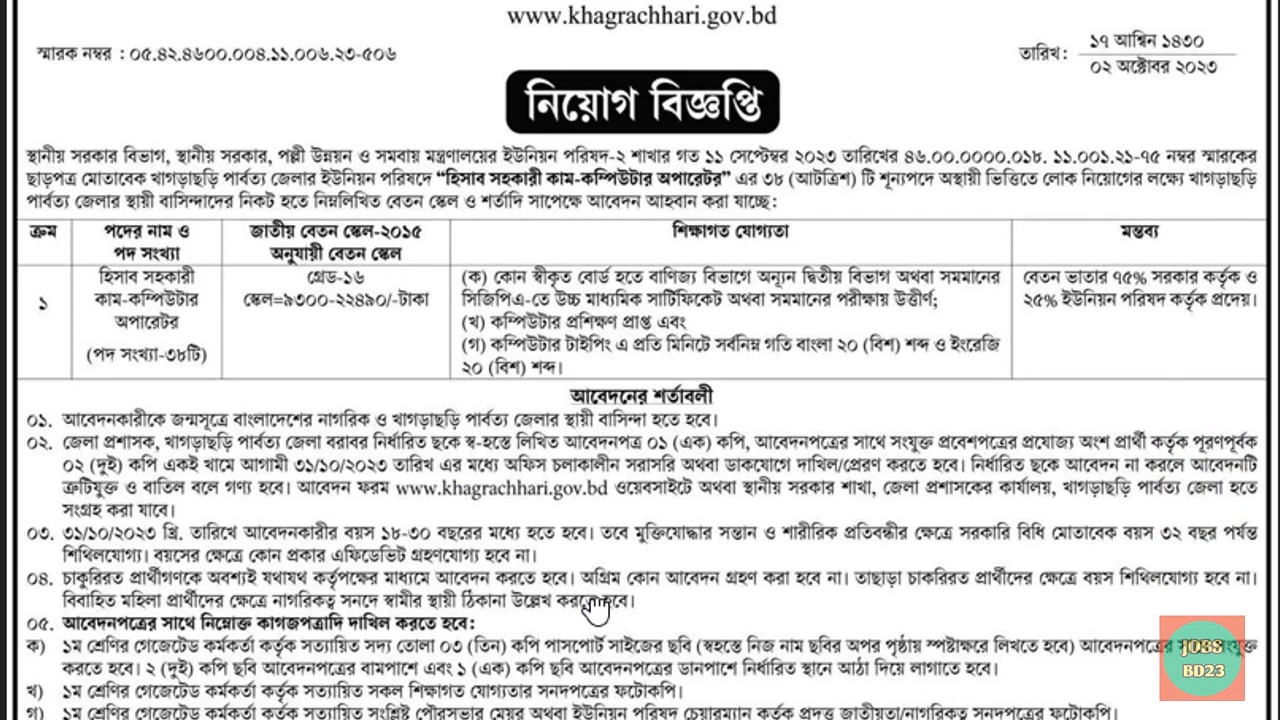 www.khagrachhari.gov.bd
স্মারক নম্বর : ০৫.৪২.৪৬০০.০০৪.১১.০০৬.২৩-৫০৬
তারিখ: ১৭ আশ্বিন ১৪৩০
০২ অক্টোবর ২০২৩
নিয়োগ বিজ্ঞপ্তি
স্থানীয় সরকার বিভাগ, স্থানীয় সরকার, পল্লী উন্নয়ন ও সমবায় মন্ত্রণালয়ের ইউনিয়ন পরিষদ-২ শাখার গত ১১ সেপ্টেম্বর ২০২৩ তারিখের ৪৬.০০.০০০০.০১৮. ১১.০০১.২১-৭৫ নম্বর স্মারকের
ছাড়পত্র মোতাবেক খাগড়াছড়ি পার্বত্য জেলার ইউনিয়ন পরিষদে “হিসাব সহকারী কাম-কম্পিউটার অপারেটর” এর ৩৮ (আটত্রিশ) টি শূন্যপদে অস্থায়ী ভিত্তিতে লোক নিয়োগের লক্ষ্যে খাগড়াছড়ি
পার্বত্য জেলার স্থায়ী বাসিন্দাদের নিকট হতে নিম্নলিখিত বেতন স্কেল ও শর্তাদি সাপেক্ষে আবেদন আহবান করা যাচ্ছে:
ক্রম
পদের নাম ও
পদ সংখ্যা
জাতীয় বেতন স্কেল-২০১৫
অনুযায়ী বেতন স্কেল
শিক্ষাগত যোগ্যতা
মন্তব্য
১
হিসাব সহকারী
কাম-কম্পিউটার
অপারেটর
(পদ সংখ্যা-৩৮টি)
গ্রেড-১৬
স্কেল=৯৩০০-২২৪৯০/-টাকা
(ক) কোন স্বীকৃত বোর্ড হতে বাণিজ্য বিভাগে অন্যূন দ্বিতীয় বিভাগ অথবা সমমানের
সিজিপিএ-তে উচ্চ মাধ্যমিক সার্টিফিকেট অথবা সমমানের পরীক্ষায় উত্তীর্ণ;
(খ) কম্পিউটার প্রশিক্ষণ প্রাপ্ত এবং
(গ) কম্পিউটার টাইপিং এ প্রতি মিনিটে সর্বনিম্ন গতি বাংলা ২০ (বিশ) শব্দ ও ইংরেজি
২০ (বিশ) শব্দ।
বেতন ভাতার ৭৫% সরকার কর্তৃক ও
২৫% ইউনিয়ন পরিষদ কর্তৃক প্রদেয়।
আবেদনের শর্তাবলী
০১. আবেদনকারীকে জন্মসূত্রে বাংলাদেশের নাগরিক ও খাগড়াছড়ি পার্বত্য জেলার স্থায়ী বাসিন্দা হতে হবে।
০২. জেলা প্রশাসক, খাগড়াছড়ি পার্বত্য জেলা বরাবর নির্ধারিত ছকে স্ব-হস্তে লিখিত আবেদনপত্র ০১ (এক) কপি, আবেদনপত্রের সাথে সংযুক্ত প্রবেশপত্রের প্রযোজ্য অংশ প্রার্থী কর্তৃক পূরণপূর্বক
০২ (দুই) কপি একই খামে আগামী ৩১/১০/২০২৩ তারিখ এর মধ্যে অফিস চলাকালীন সরাসরি অথবা ডাকযোগে দাখিল/প্রেরণ করতে হবে। নির্ধারিত ছকে আবেদন না করলে আবেদনটি
ত্রুটিযুক্ত ও বাতিল বলে গণ্য হবে। আবেদন ফরম www.khagrachhari.gov.bd ওয়েবসাইটে অথবা স্থানীয় সরকার শাখা, জেলা প্রশাসকের কার্যালয়, খাগড়াছড়ি পার্বত্য জেলা হতে
সংগ্রহ করা যাবে।
০৩. ৩১/১০/২০২৩ খ্রি. তারিখে আবেদনকারীর বয়স ১৮-৩০ বছরের মধ্যে হতে হবে। তবে মুক্তিযোদ্ধার সন্তান ও শারীরিক প্রতিবন্ধীর ক্ষেত্রে সরকারি বিধি মোতাবেক বয়স ৩২ বছর পর্যন্ত
শিথিলযোগ্য। বয়সের ক্ষেত্রে কোন প্রকার এফিডেভিট গ্রহণযোগ্য হবে না।
০৪. চাকুরিরত প্রার্থীগণকে অবশ্যই যথাযথ কর্তৃপক্ষের মাধ্যমে আবেদন করতে হবে। অগ্রিম কোন আবেদন গ্রহণ করা হবে না। তাছাড়া চাকরিরত প্রার্থীদের ক্ষেত্রে বয়স শিথিলযোগ্য হবে না।
বিবাহিত মহিলা প্রার্থীদের ক্ষেত্রে নাগরিকত্ব সনদে স্বামীর স্থায়ী ঠিকানা উল্লেখ করতে হবে।
০৫. আবেদনপত্রের সাথে নিম্নোক্ত কাগজপত্রাদি দাখিল করতে হবে:
ক) ১ম শ্রেণির গেজেটেড কর্মকর্তা কর্তৃক সত্যায়িত সদ্য তোলা ০৩ (তিন) কপি পাসপোর্ট সাইজের ছবি (স্বহস্তে নিজ নাম ছবির অপর পৃষ্ঠায় স্পষ্টাক্ষরে লিখতে হবে) আবেদনপত্রের সাথে সংযুক্ত
করতে হবে। ২ (দুই) কপি ছবি আবেদনপত্রের বামপাশে এবং ১ (এক) কপি ছবি আবেদনপত্রের ডানপাশে নির্ধারিত স্থানে আঠা দিয়ে লাগাতে হবে।
খ) ১ম শ্রেণির গেজেটেড কর্মকর্তা কর্তৃক সত্যায়িত সকল শিক্ষাগত যোগ্যতার সনদপত্রের ফটোকপি।
গ) ১ম শ্রেণির গেজেটেড কর্মকর্তা কর্তৃক সত্যায়িত সংশ্লিষ্ট পৌরসভার মেয়র অথবা ইউনিয়ন পরিষদ চেয়ারম্যান কর্তৃক প্রদত্ত জাতীয়তা/নাগরিকত্ব সনদপত্রের ফটোকপি।
JOBS
BD23